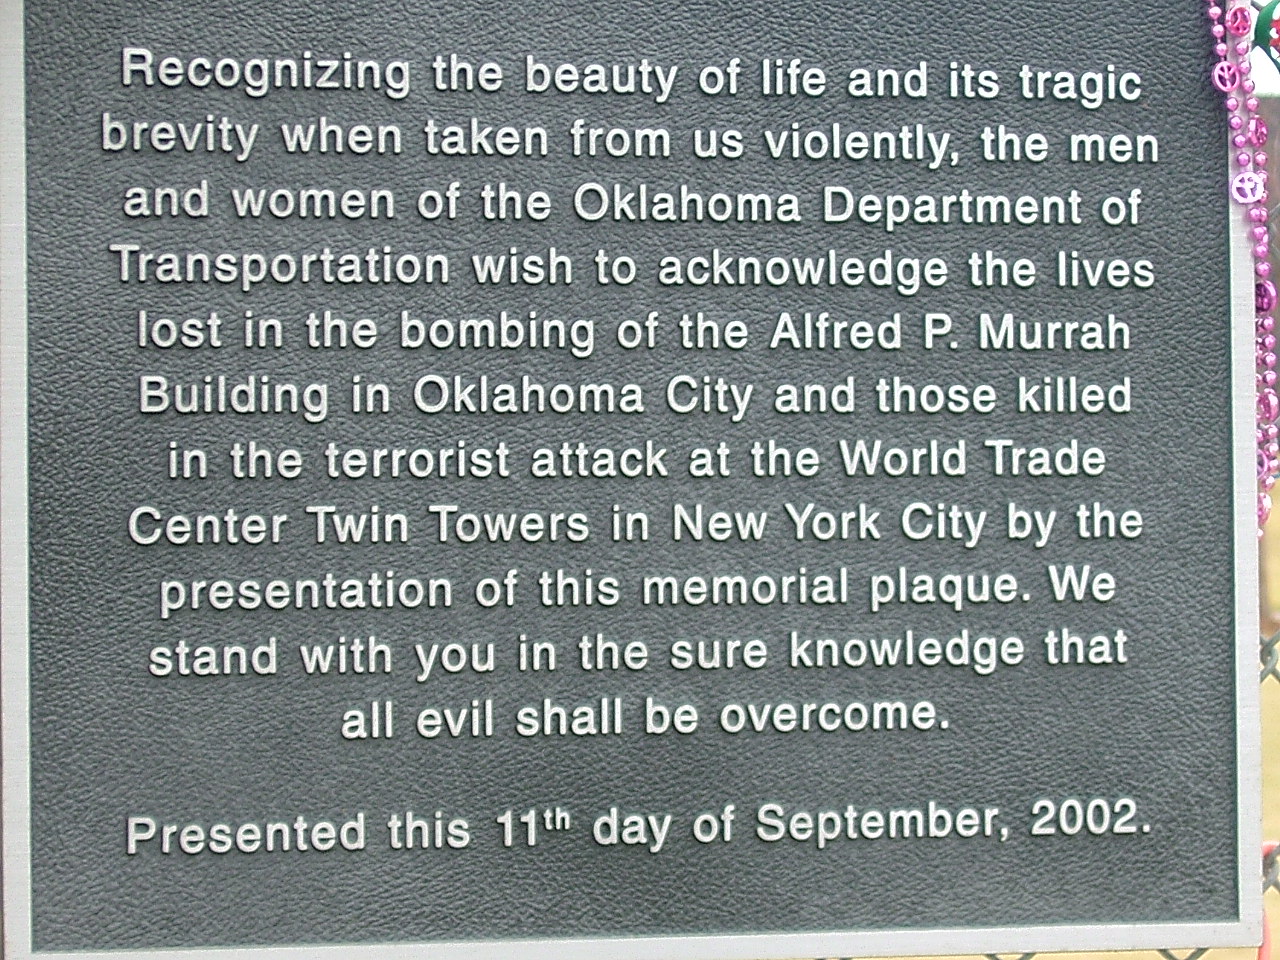 Recognizing the beauty of life and its tragic
brevity when taken from us violently, the men
and women of the Oklahoma Department of
Transportation wish to acknowledge the lives
lost in the bombing of the Alfred P. Murrah
Building in Oklahoma City and those killed
in the terrorist attack at the World Trade
Center Twin Towers in New York City by the
presentation of this memorial plaque. We
stand with you in the sure knowledge that
all evil shall be overcome.
Presented this 11th day of September, 2002.